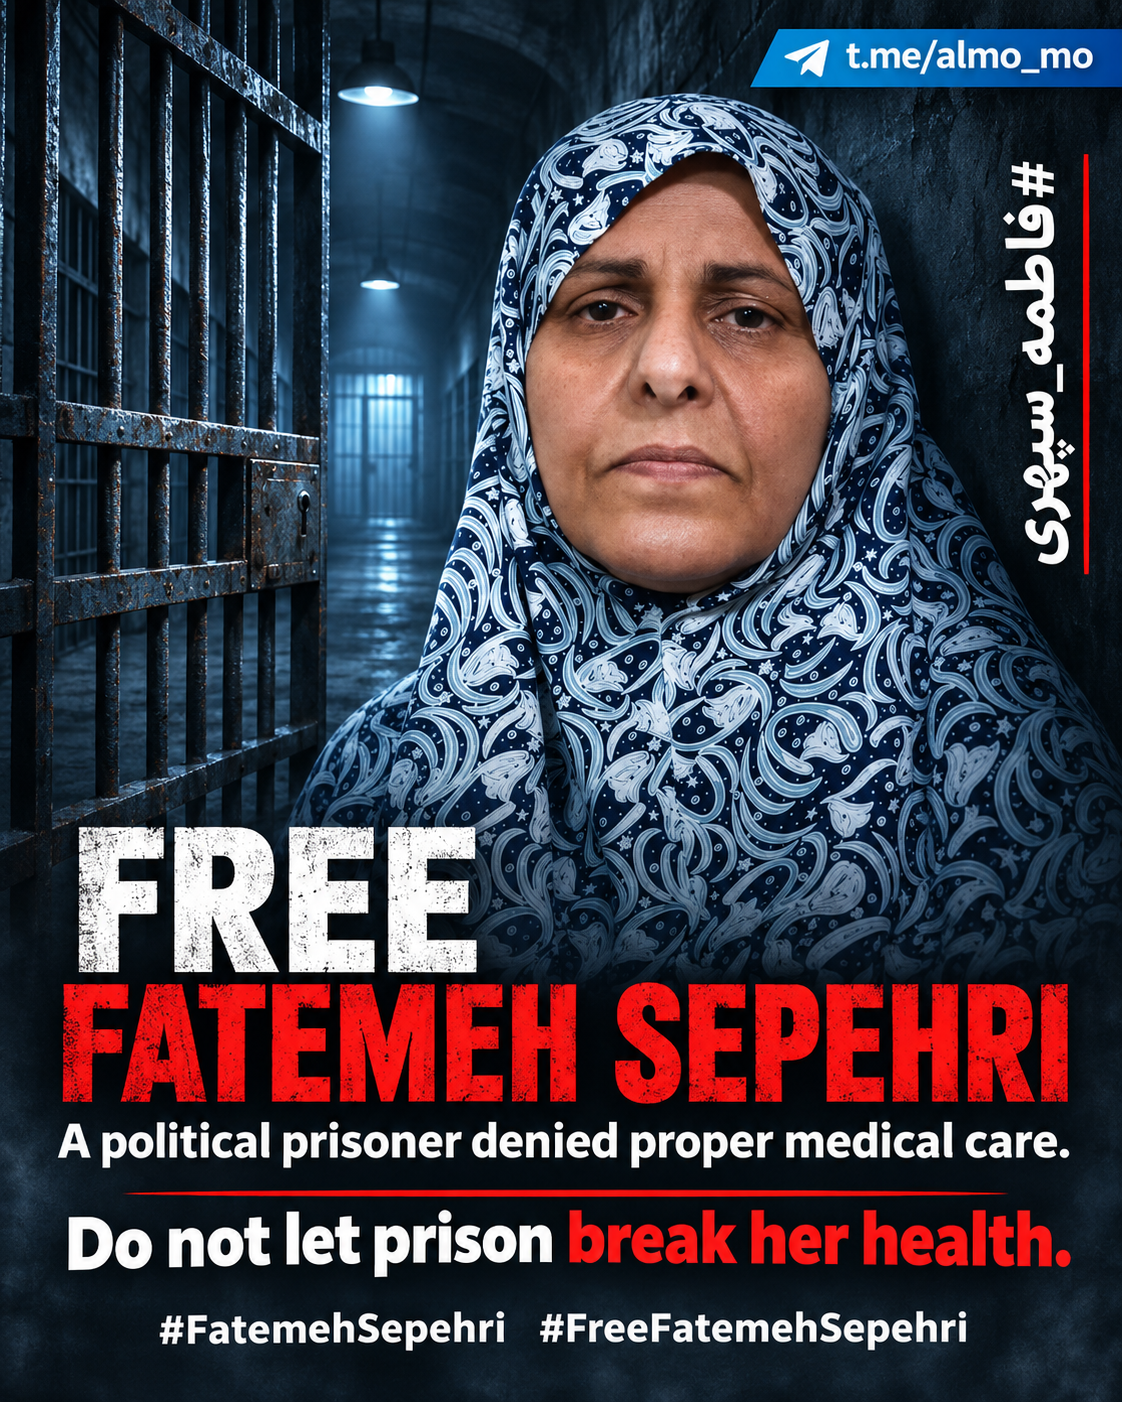 t.me/almo_mo
#فاطمه_سپهری
FREE
FATEMEH SEPEHRI
A political prisoner denied proper medical care.
Do not let prison break her health.
#FatemehSepehri #FreeFatemehSepehri